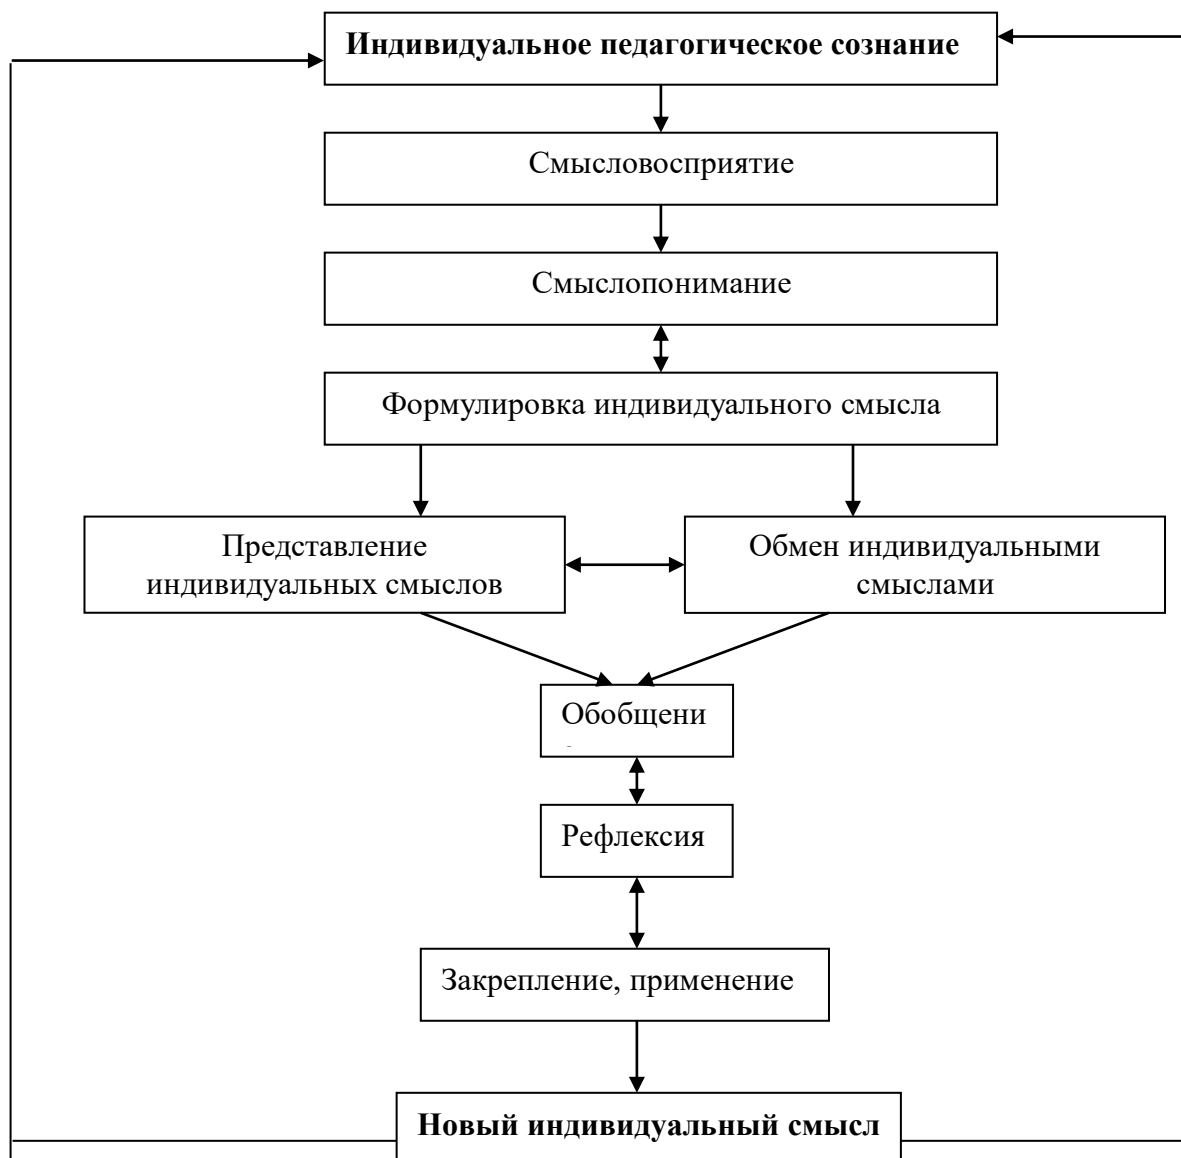 Индивидуальное педагогическое сознание
Смысловосприятие
Смыслопонимание
Формулировка индивидуального смысла
Представление
индивидуальных смыслов
Обмен индивидуальными
смыслами
Обобщени
Рефлексия
Закрепление, применение
Новый индивидуальный смысл